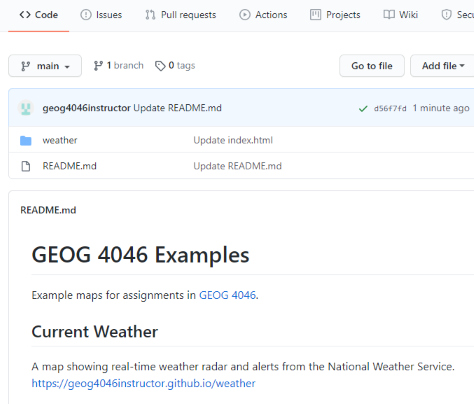 Code Issues Pull requests Actions Projects Wiki
main 1 branch 0 tags Go to file Add file
geog4046instructor Update README.md d56f7fd 1 minute ago
weather Update index.html
README.md Update README.md
README.md
GEOG 4046 Examples
Example maps for assignments in GEOG 4046.
Current Weather
A map showing real-time weather radar and alerts from the National Weather Service.
https://geog4046instructor.github.io/weather